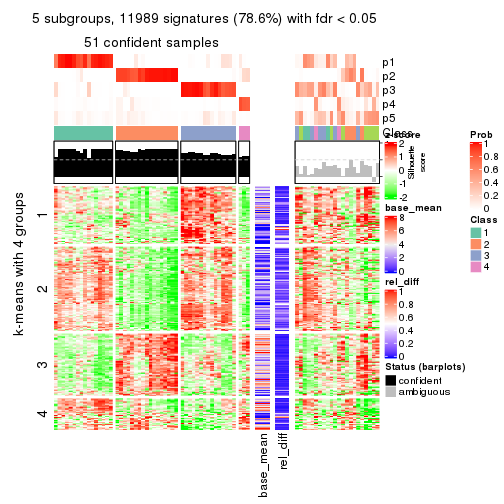 5 subgroups, 11989 signatures (78.6%) with fdr < 0.05
51 confident samples
p1
p2
p3
p4
p5
Class
z-score
2
1
0
-1
-2
Silhouette
score
base_mean
8
6
4
2
0
rel_diff
1
0.8
0.6
0.4
0.2
0
Status (barplots)
confident
ambiguous
Prob
1
0.8
0.6
0.4
0.2
0
Class
1
2
3
4
k-means with 4 groups
1
2
3
4
base_mean
rel_diff